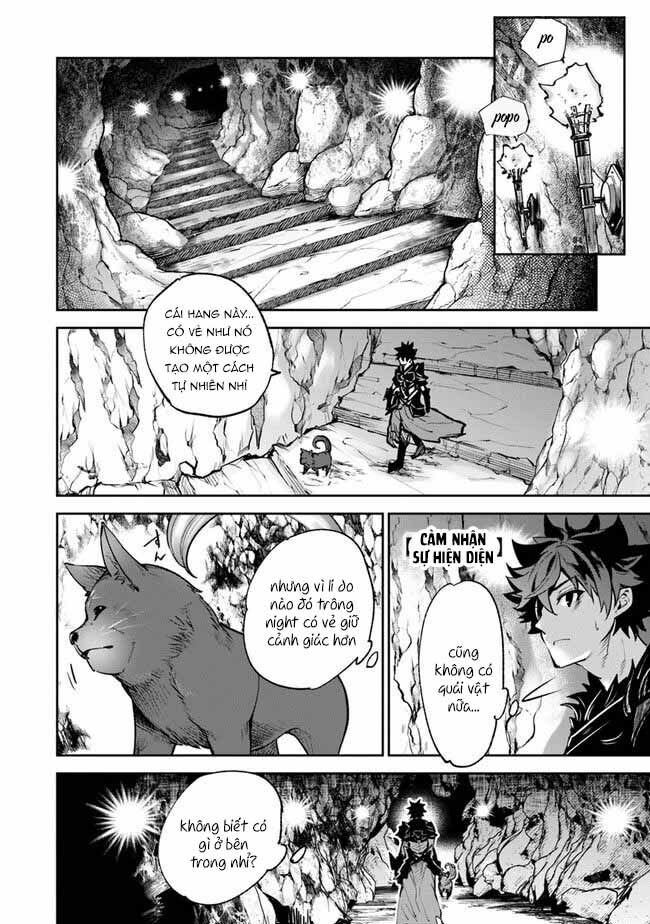 po
popo
CÁI HANG NÀY...
CÓ VẺ NHƯ NÓ
KHÔNG ĐƯỢC
TẠO MỘT CÁCH
TỰ NHIÊN NHỈ
【CẢM NHẬN
SỰ HIỆN DIỆN】
cũng
không có
quái vật
nữa...
nhưng vì lí do
nào đó trông
night có vẻ giữ
cảnh giác hơn
không biết có
gì ở bên
trong nhỉ?